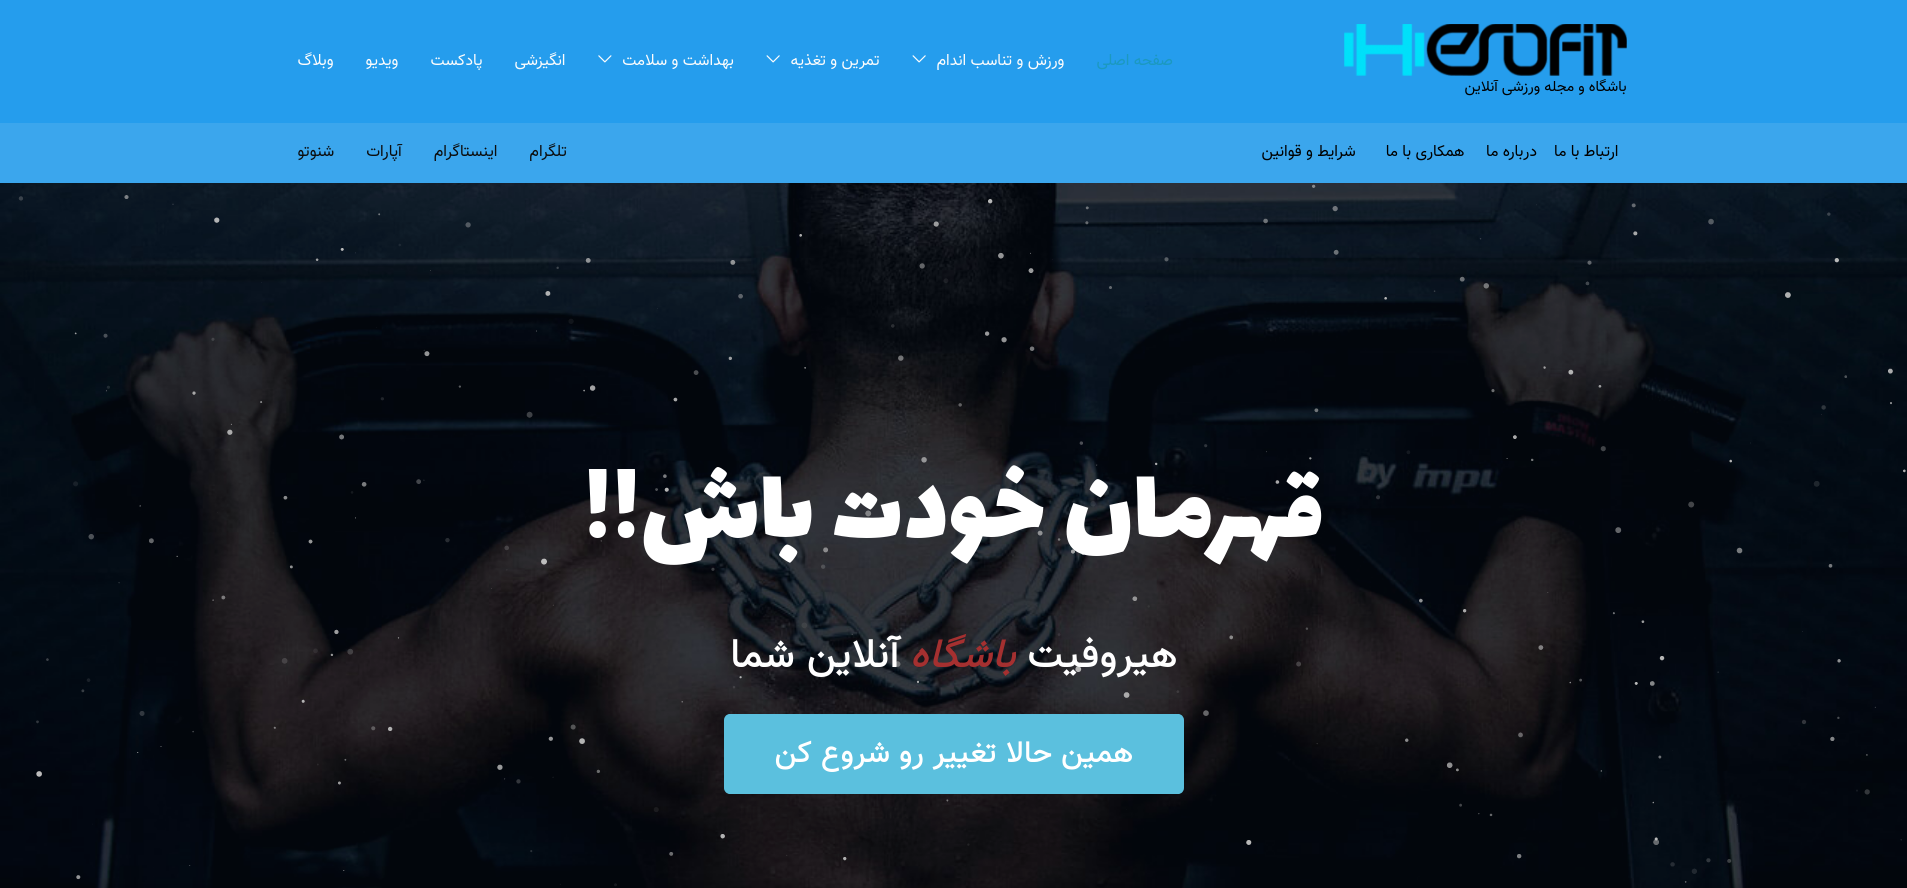 HEROFIT
باشگاه و مجله ورزشی آنلاین
صفحه اصلی ورزش و تناسب اندام تمرین و تغذیه بهداشت و سلامت انگیزشی پادکست ویدیو وبلاگ
ارتباط با ما درباره ما همکاری با ما شرایط و قوانین تلگرام اینستاگرام آپارات شنوتو
by impu
قهرمان خودت باش!!
هیروفیت باشگاه آنلاین شما
همین حالا تغییر رو شروع کن